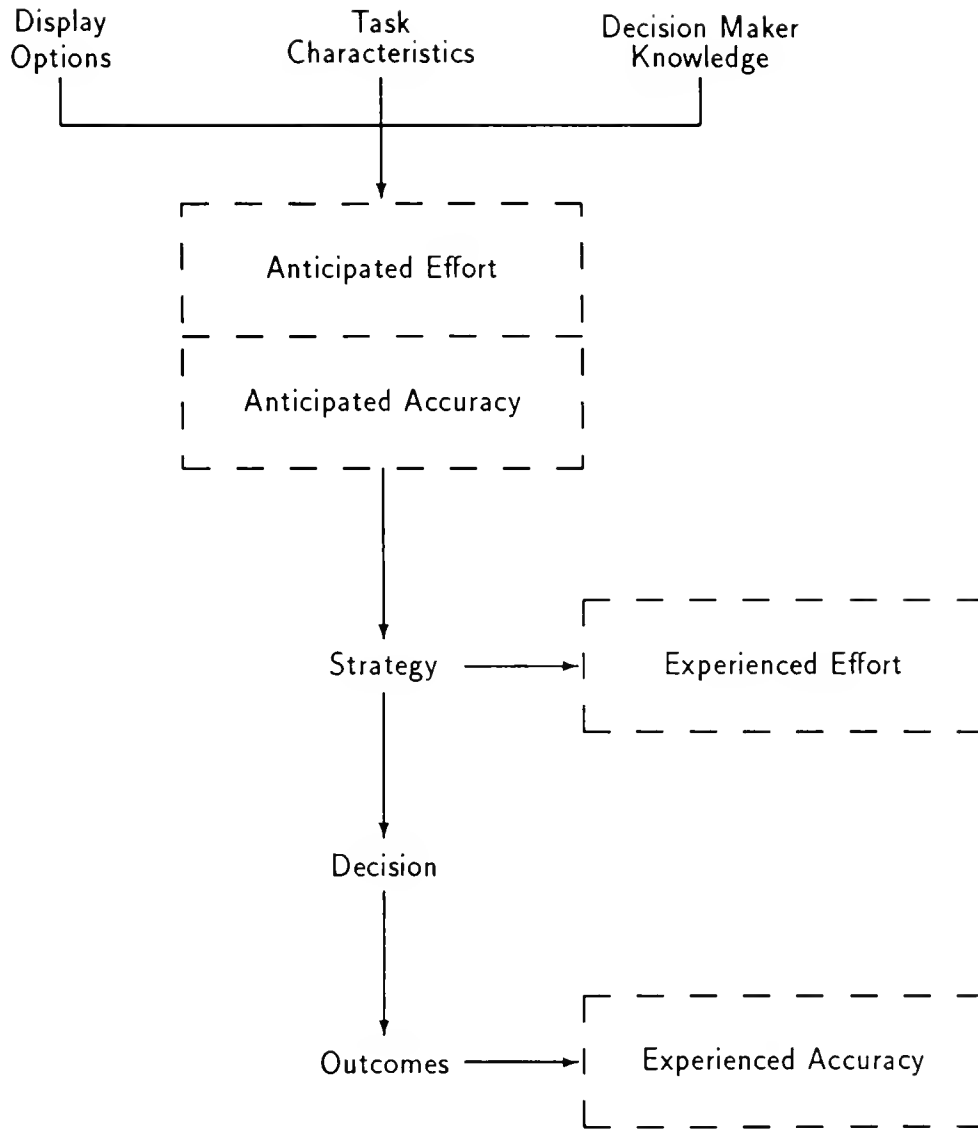 Display
Options
Task
Characteristics
Decision Maker
Knowledge
Anticipated Effort
Anticipated Accuracy
Strategy
Experienced Effort
Decision
Outcomes
Experienced Accuracy